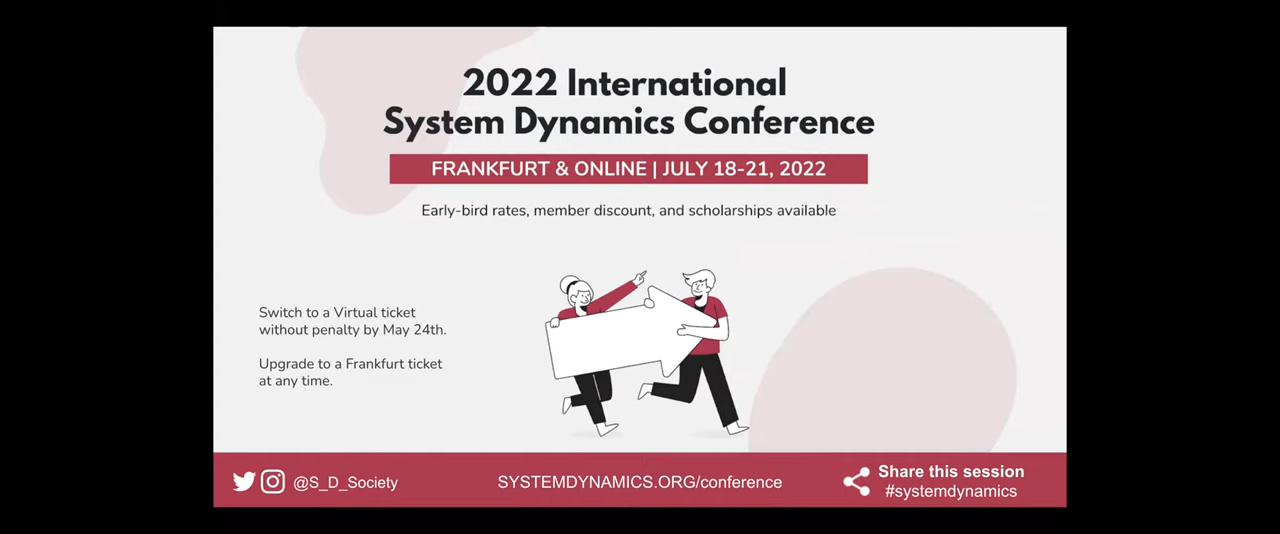 2022 International
System Dynamics Conference
FRANKFURT & ONLINE | JULY 18-21, 2022
Early-bird rates, member discount, and scholarships available
Switch to a Virtual ticket
without penalty by May 24th.
Upgrade to a Frankfurt ticket
at any time.
@S_D_Society
SYSTEMDYNAMICS.ORG/conference
Share this session
#systemdynamics